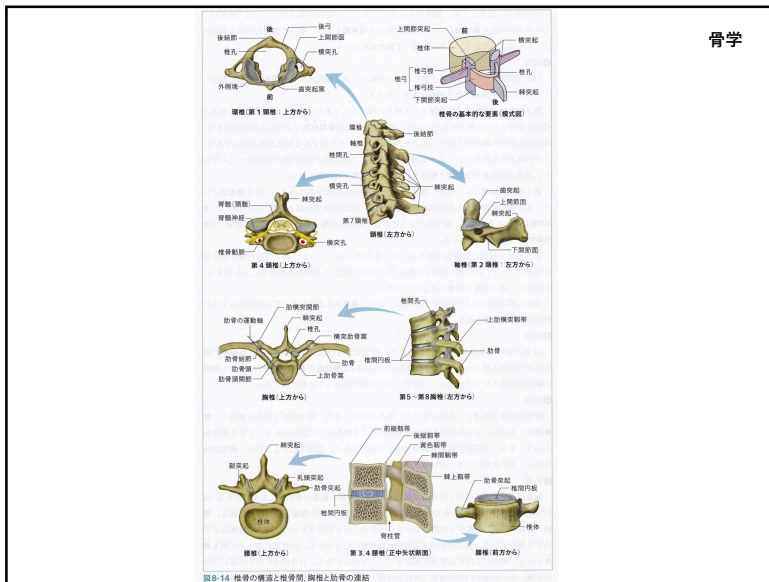 骨学
後
後弓
後結節
上関節面
椎孔
横突孔
外側塊
前
歯突起窩
環椎(第1頸椎:上方から)
上関節突起
前
横突起
椎体
椎弓
椎弓根
椎弓枝
椎孔
棘突起
下関節突起
後
椎骨の基本的な要素(模式図)
環椎
後結節
軸椎
椎間孔
横突孔
棘突起
第7頸椎
頸椎(左方から)
棘突起
脊髄(頸髄)
脊髄神経
椎骨動脈
横突孔
第4頸椎(上方から)
歯突起
上関節面
棘突起
下関節面
軸椎(第2頸椎:左方から)
肋横突関節
肋骨の運動軸
棘突起
椎孔
横突肋骨窩
肋骨結節
肋骨
肋骨頭
肋骨頭関節
上肋骨窩
胸椎(上方から)
椎間孔
上肋横突靱帯
椎間円板
肋骨
第5~第8胸椎(左方から)
棘突起
副突起
乳頭突起
肋骨突起
椎体
腰椎(上方から)
前縦靱帯
後縦靱帯
黄色靱帯
棘間靱帯
棘上靱帯
椎間円板
脊柱管
第3,4腰椎(正中矢状断面)
肋骨突起
椎間円板
椎体
腰椎(前方から)
図8-14 椎骨の構造と椎骨間,胸椎と肋骨の連結